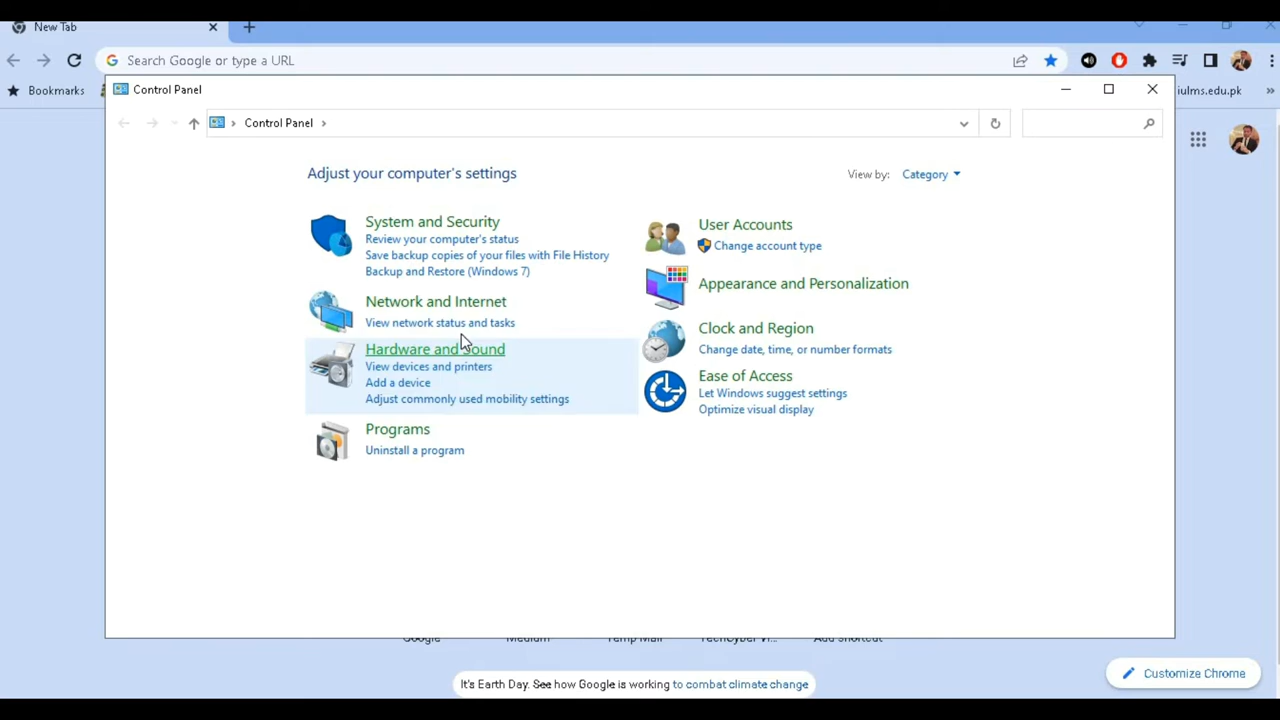 New Tab
Search Google or type a URL
Bookmarks
iulms.edu.pk
Control Panel
Control Panel
Adjust your computer's settings
View by: Category
System and Security
Review your computer's status
Save backup copies of your files with File History
Backup and Restore (Windows 7)
Network and Internet
View network status and tasks
Hardware and Sound
View devices and printers
Add a device
Adjust commonly used mobility settings
Programs
Uninstall a program
User Accounts
Change account type
Appearance and Personalization
Clock and Region
Change date, time, or number formats
Ease of Access
Let Windows suggest settings
Optimize visual display
Google Medium Temp Mail TechCyber Vi... Add shortcut
It's Earth Day. See how Google is working to combat climate change
Customize Chrome